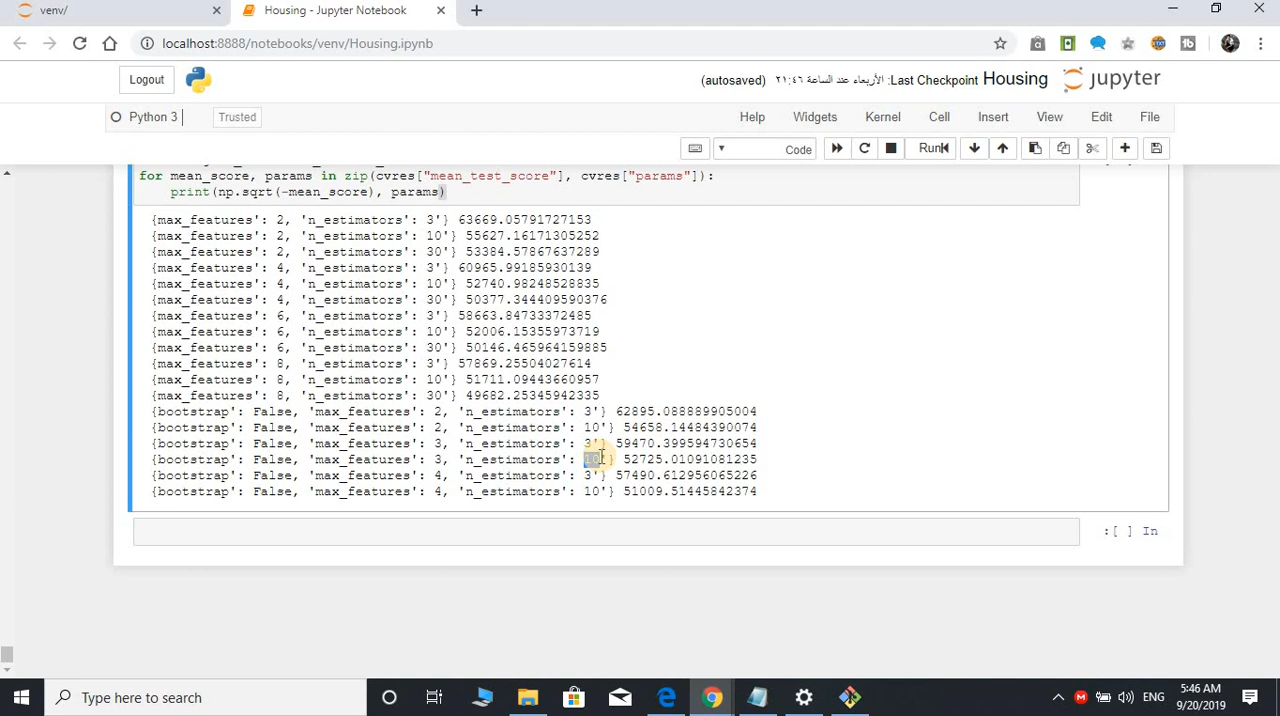 venv/
Housing - Jupyter Notebook
localhost:8888/notebooks/venv/Housing.ipynb
Logout
(autosaved) الأربعاء عند الساعة ٢١:٤٦ :Last Checkpoint Housing jupyter
Python 3
Trusted
Help Widgets Kernel Cell Insert View Edit File
Code
Run
for mean_score, params in zip(cvres["mean_test_score"], cvres["params"]):
print(np.sqrt(-mean_score), params)
{max_features': 2, 'n_estimators': 3'} 63669.05791727153
{max_features': 2, 'n_estimators': 10'} 55627.16171305252
{max_features': 2, 'n_estimators': 30'} 53384.57867637289
{max_features': 4, 'n_estimators': 3'} 60965.99185930139
{max_features': 4, 'n_estimators': 10'} 52740.98248528835
{max_features': 4, 'n_estimators': 30'} 50377.344409590376
{max_features': 6, 'n_estimators': 3'} 58663.84733372485
{max_features': 6, 'n_estimators': 10'} 52006.15355973719
{max_features': 6, 'n_estimators': 30'} 50146.465964159885
{max_features': 8, 'n_estimators': 3'} 57869.25504027614
{max_features': 8, 'n_estimators': 10'} 51711.09443660957
{max_features': 8, 'n_estimators': 30'} 49682.25345942335
{bootstrap': False, 'max_features': 2, 'n_estimators': 3'} 62895.088889905004
{bootstrap': False, 'max_features': 2, 'n_estimators': 10'} 54658.14484390074
{bootstrap': False, 'max_features': 3, 'n_estimators': 3'} 59470.399594730654
{bootstrap': False, 'max_features': 3, 'n_estimators': 10'} 52725.01091081235
{bootstrap': False, 'max_features': 4, 'n_estimators': 3'} 57490.612956065226
{bootstrap': False, 'max_features': 4, 'n_estimators': 10'} 51009.51445842374
:[ ] In
Type here to search
ENG
5:46 AM
9/20/2019